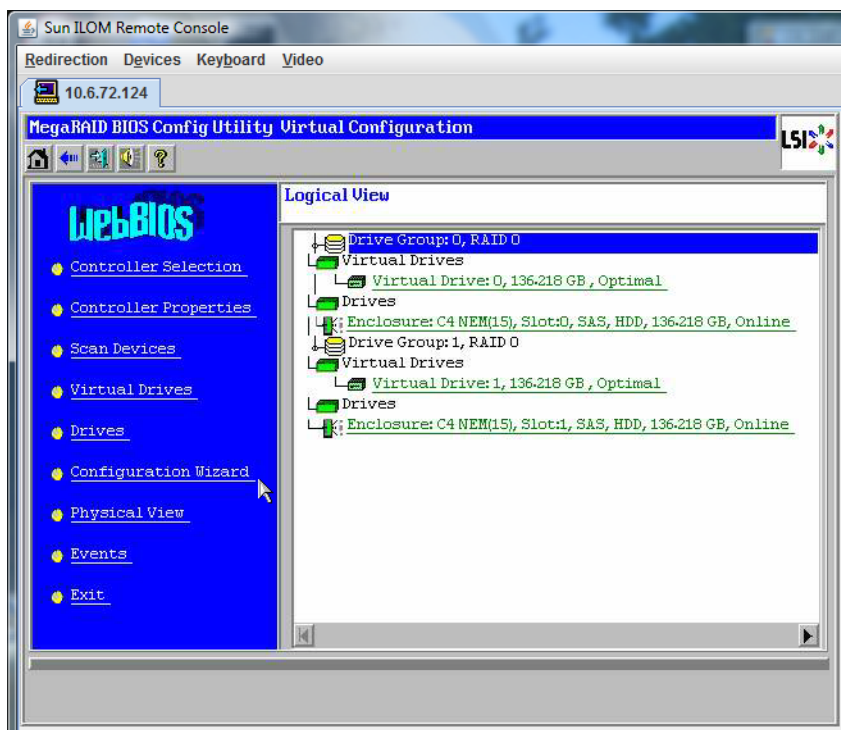 Sun ILOM Remote Console
Redirection Devices Keyboard Video
10.6.72.124
MegaRAID BIOS Config Utility Virtual Configuration
LSI
WebBIOS
Logical View
Controller Selection
Controller Properties
Scan Devices
Virtual Drives
Drives
Configuration Wizard
Physical View
Events
Exit
Drive Group: 0, RAID 0
Virtual Drives
Virtual Drive: 0, 136.218 GB, Optimal
Drives
Enclosure: C4 NEM(15), Slot:0, SAS, HDD, 136.218 GB, Online
Drive Group: 1, RAID 0
Virtual Drives
Virtual Drive: 1, 136.218 GB, Optimal
Drives
Enclosure: C4 NEM(15), Slot:1, SAS, HDD, 136.218 GB, Online